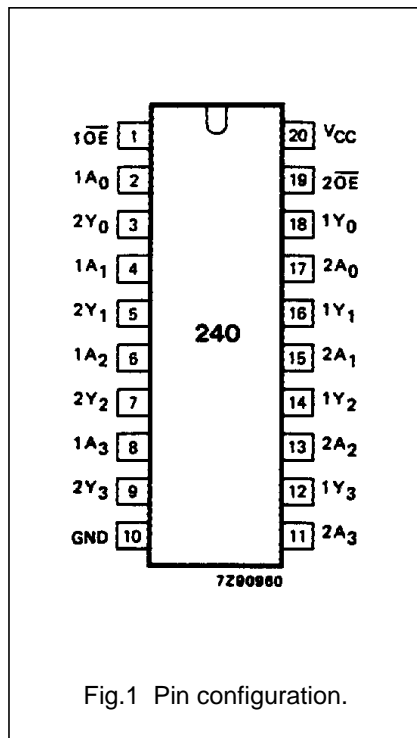 1OE 1 20 VCC
1A0 2 19 2OE
2Y0 3 18 1Y0
1A1 4 17 2A0
2Y1 5 16 1Y1
1A2 6 240 15 2A1
2Y2 7 14 1Y2
1A3 8 13 2A2
2Y3 9 12 1Y3
GND 10 11 2A3
7Z90960
Fig.1 Pin configuration.